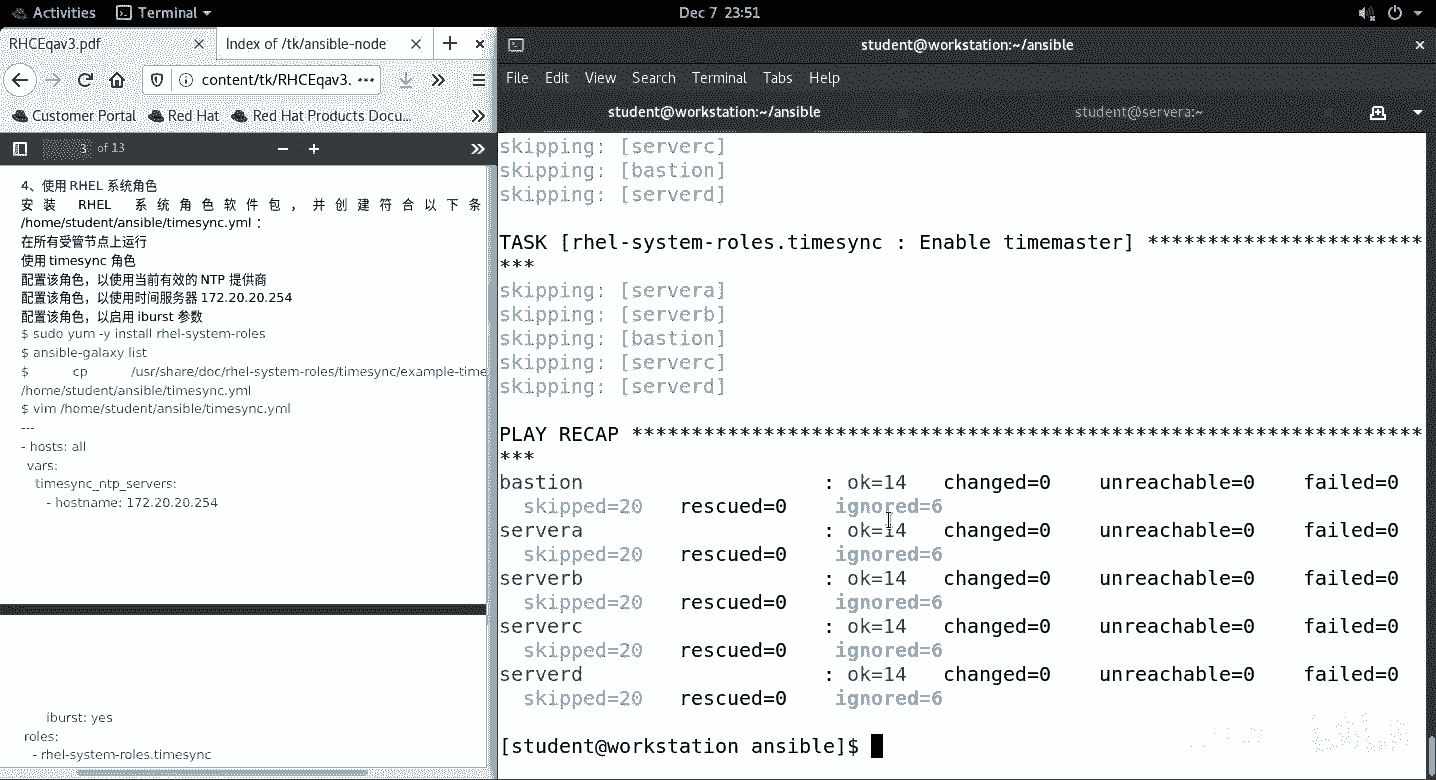 Activities Terminal Dec 7 23:51
RHCEqav3.pdf
Index of /tk/ansible-node
content/tk/RHCEqav3.
Customer Portal Red Hat Red Hat Products Docu…
3 of 13
4、使用 RHEL 系统角色
安装 RHEL 系统角色软件包，并创建符合以下条
/home/student/ansible/timesync.yml：
在所有受管节点上运行
使用 timesync 角色
配置该角色，以使用当前有效的 NTP 提供商
配置该角色，以使用时间服务器 172.20.20.254
配置该角色，以启用 iburst 参数
$ sudo yum -y install rhel-system-roles
$ ansible-galaxy list
$ cp /usr/share/doc/rhel-system-roles/timesync/example-time
/home/student/ansible/timesync.yml
$ vim /home/student/ansible/timesync.yml
---
- hosts: all
vars:
timesync_ntp_servers:
- hostname: 172.20.20.254
iburst: yes
roles:
- rhel-system-roles.timesync
student@workstation:~/ansible
File Edit View Search Terminal Tabs Help
student@workstation:~/ansible student@servera:~
skipping: [serverc]
skipping: [bastion]
skipping: [serverd]
TASK [rhel-system-roles.timesync : Enable timemaster] ***********************
***
skipping: [servera]
skipping: [serverb]
skipping: [bastion]
skipping: [serverc]
skipping: [serverd]
PLAY RECAP ******************************************************************
***
bastion : ok=14 changed=0 unreachable=0 failed=0
skipped=20 rescued=0 ignored=6
servera : ok=14 changed=0 unreachable=0 failed=0
skipped=20 rescued=0 ignored=6
serverb : ok=14 changed=0 unreachable=0 failed=0
skipped=20 rescued=0 ignored=6
serverc : ok=14 changed=0 unreachable=0 failed=0
skipped=20 rescued=0 ignored=6
serverd : ok=14 changed=0 unreachable=0 failed=0
skipped=20 rescued=0 ignored=6
[student@workstation ansible]$